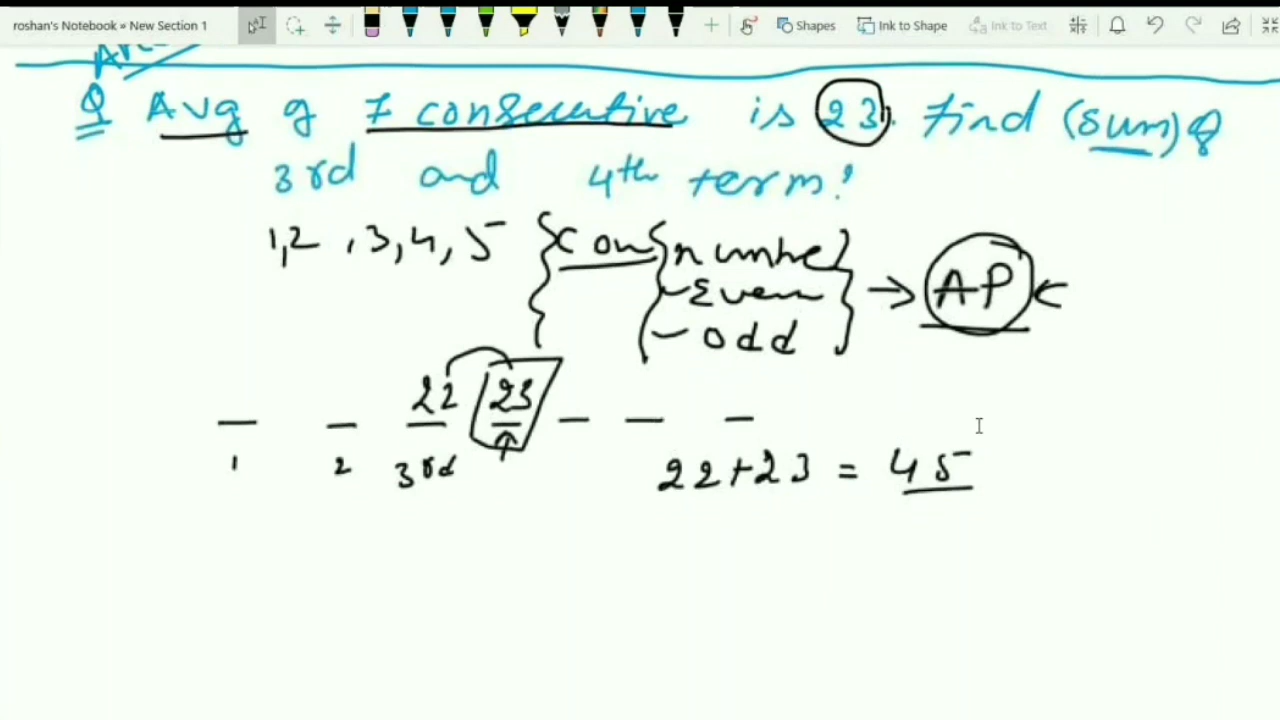 roshan's Notebook » New Section 1
Shapes
Ink to Shape
Ink to Text
Q Avg of 7 consecutive is 23. find (sum) of
3rd and 4th term?
1,2 ,3,4,5 { con { number
- Even
- odd } → AP ←
22 23
_ _ _ _ _ _ _
1 2 3rd ↑
22+23 = 45